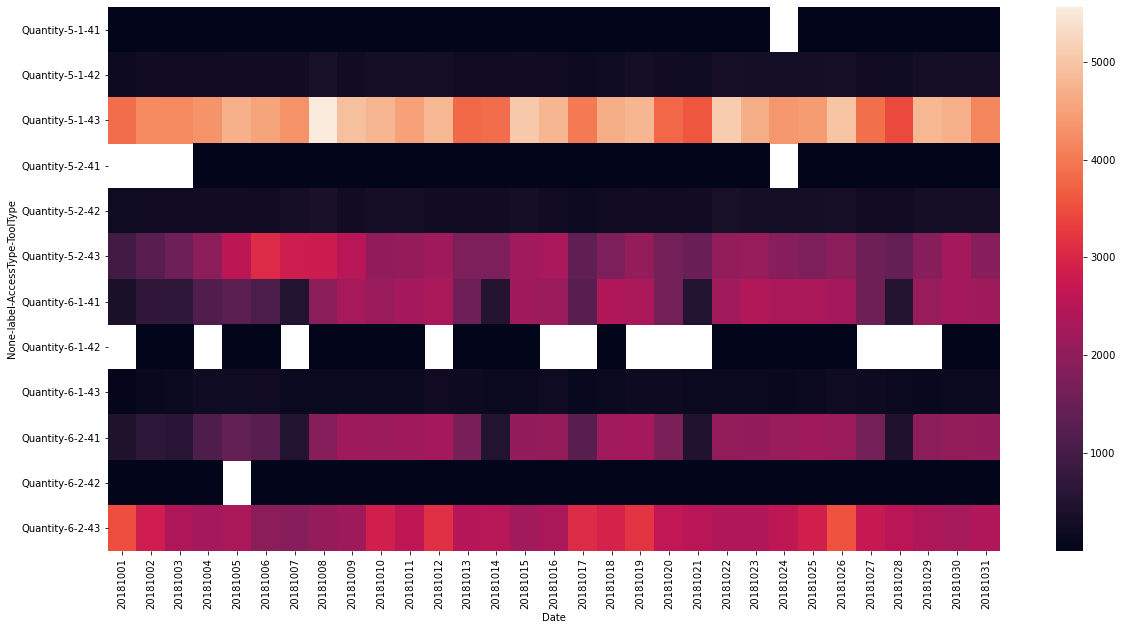 Quantity-5-1-41
Quantity-5-1-42
Quantity-5-1-43
Quantity-5-2-41
Quantity-5-2-42
Quantity-5-2-43
Quantity-6-1-41
Quantity-6-1-42
Quantity-6-1-43
Quantity-6-2-41
Quantity-6-2-42
Quantity-6-2-43
None-label-AccessType-ToolType
20181001
20181002
20181003
20181004
20181005
20181006
20181007
20181008
20181009
20181010
20181011
20181012
20181013
20181014
20181015
20181016
20181017
20181018
20181019
20181020
20181021
20181022
20181023
20181024
20181025
20181026
20181027
20181028
20181029
20181030
20181031
Date
5000
4000
3000
2000
1000